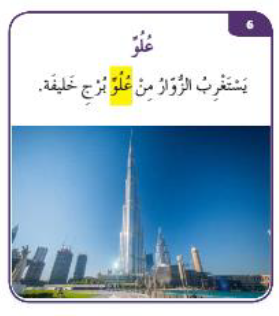 6
عُلُوِّ
يَسْتَغْرِبُ الزُّوّارُ مِنْ عُلُوِّ بُرْجِ خَليفَة.